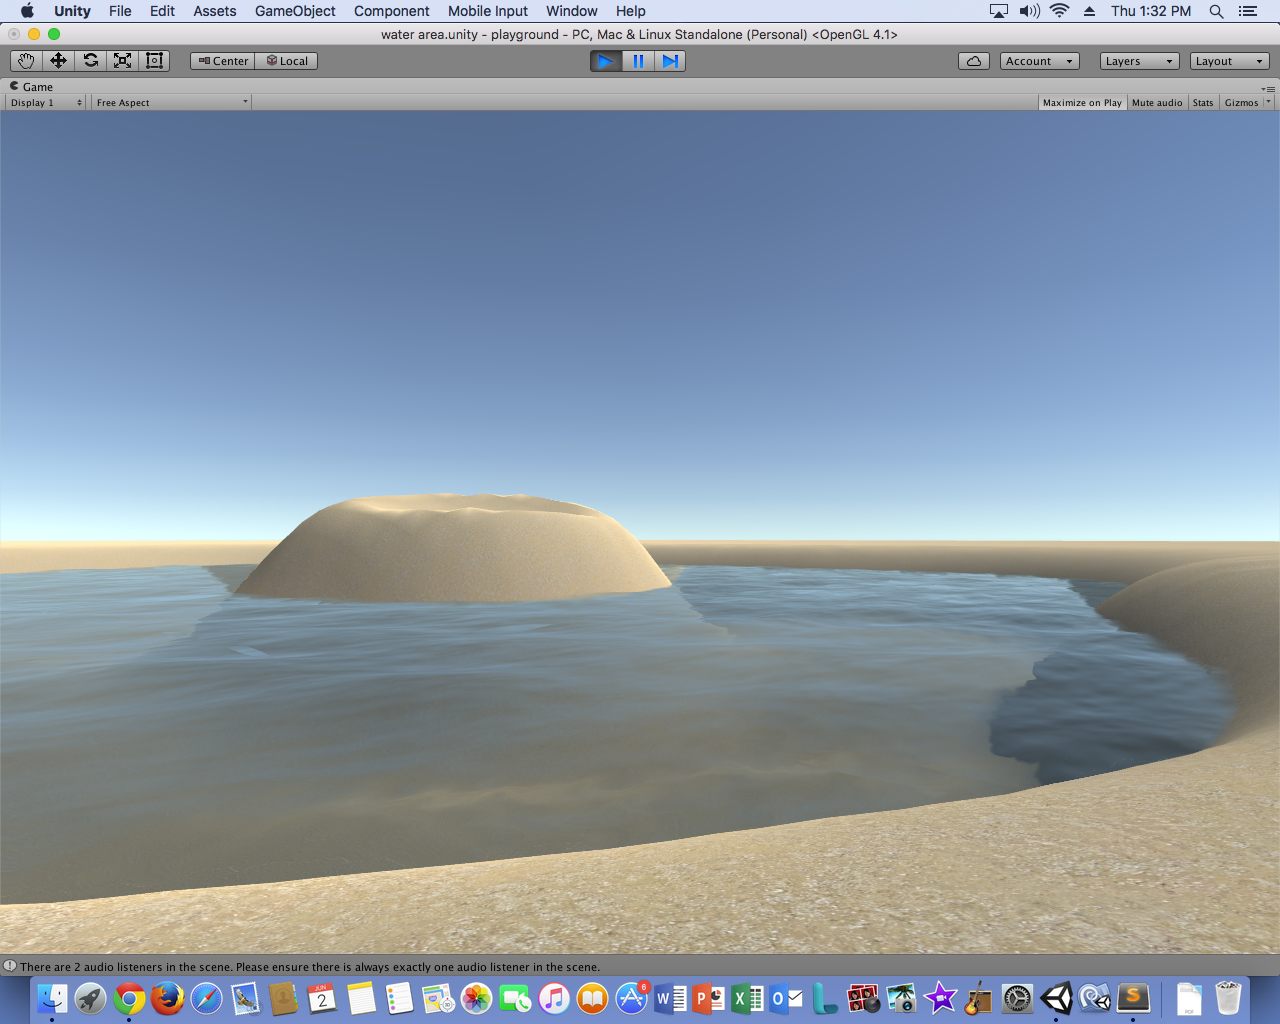 Unity File Edit Assets GameObject Component Mobile Input Window Help Thu 1:32 PM
water area.unity - playground - PC, Mac & Linux Standalone (Personal) <OpenGL 4.1>
Center Local Account Layers Layout
Game
Display 1 Free Aspect Maximize on Play Mute audio Stats Gizmos
There are 2 audio listeners in the scene. Please ensure there is always exactly one audio listener in the scene.
JUN 6
2 W P X O L S
PDF